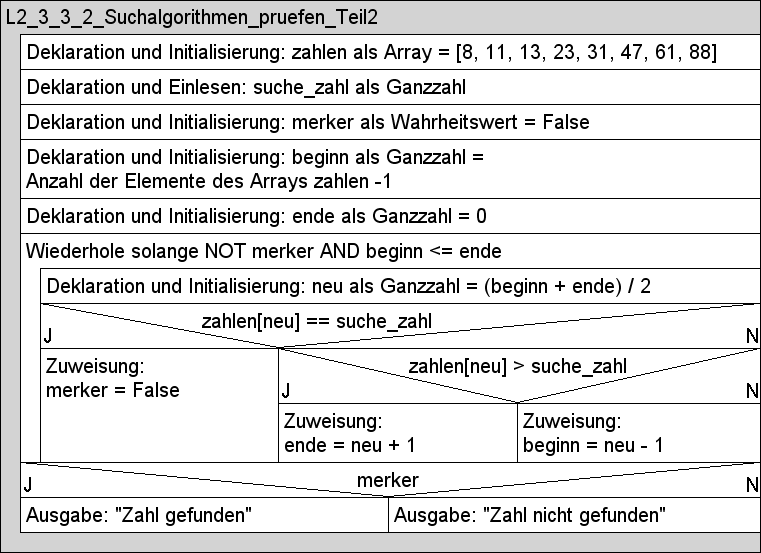 L2_3_3_2_Suchalgorithmen_pruefen_Teil2
Deklaration und Initialisierung: zahlen als Array = [8, 11, 13, 23, 31, 47, 61, 88]
Deklaration und Einlesen: suche_zahl als Ganzzahl
Deklaration und Initialisierung: merker als Wahrheitswert = False
Deklaration und Initialisierung: beginn als Ganzzahl =
Anzahl der Elemente des Arrays zahlen -1
Deklaration und Initialisierung: ende als Ganzzahl = 0
Wiederhole solange NOT merker AND beginn <= ende
Deklaration und Initialisierung: neu als Ganzzahl = (beginn + ende) / 2
zahlen[neu] == suche_zahl
J
N
Zuweisung:
merker = False
zahlen[neu] > suche_zahl
J
N
Zuweisung:
ende = neu + 1
Zuweisung:
beginn = neu - 1
merker
J
N
Ausgabe: "Zahl gefunden"
Ausgabe: "Zahl nicht gefunden"